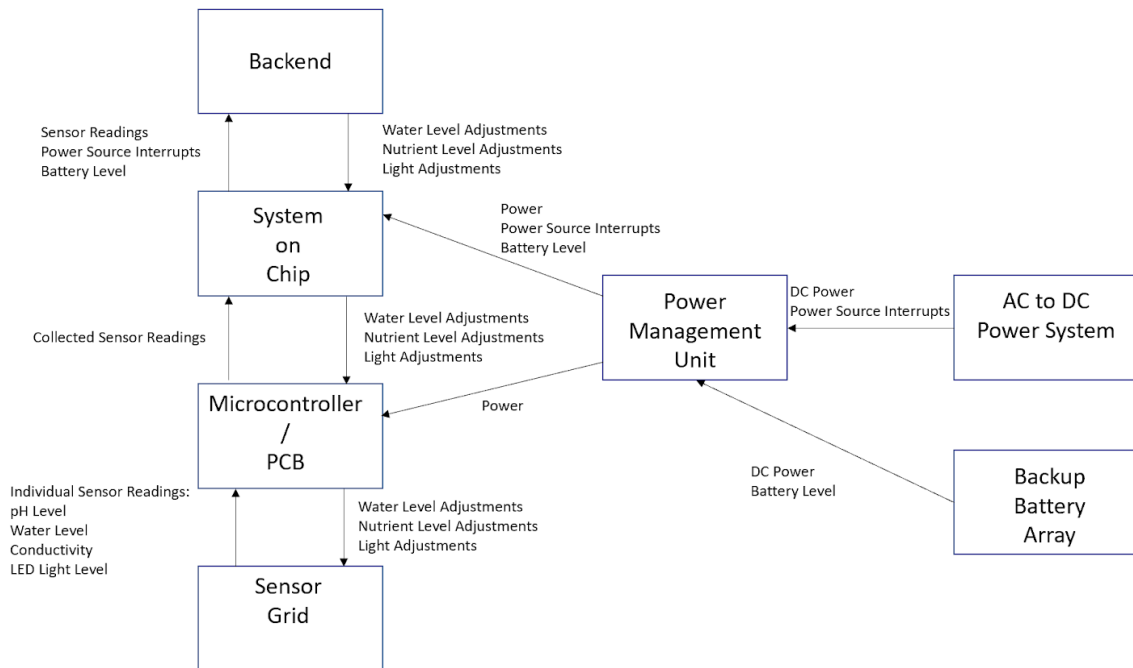 Backend
Sensor Readings
Power Source Interrupts
Battery Level
Water Level Adjustments
Nutrient Level Adjustments
Light Adjustments
System
on
Chip
Power
Power Source Interrupts
Battery Level
Collected Sensor Readings
Water Level Adjustments
Nutrient Level Adjustments
Light Adjustments
Power
Management
Unit
DC Power
Power Source Interrupts
AC to DC
Power System
Microcontroller
/
PCB
Power
Individual Sensor Readings:
pH Level
Water Level
Conductivity
LED Light Level
Water Level Adjustments
Nutrient Level Adjustments
Light Adjustments
DC Power
Battery Level
Backup
Battery
Array
Sensor
Grid